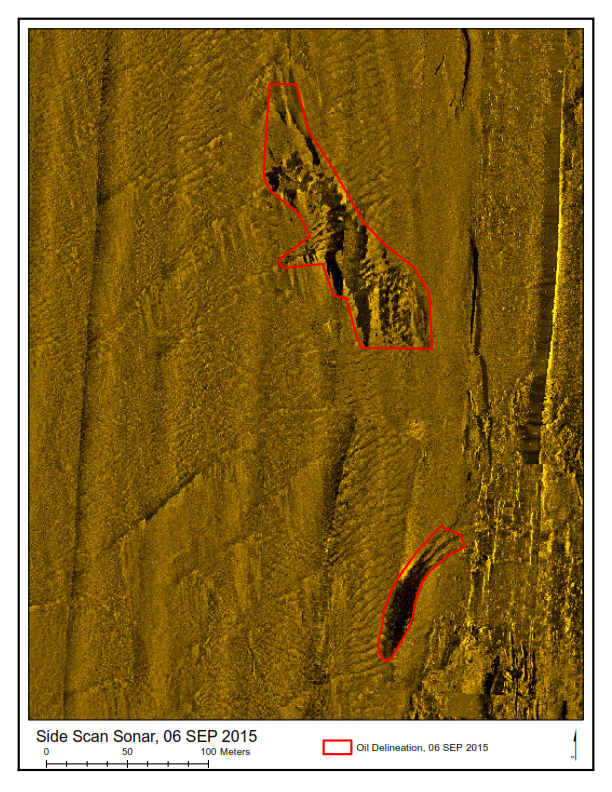 Side Scan Sonar, 06 SEP 2015
0 50 100 Meters
Oil Delineation, 06 SEP 2015